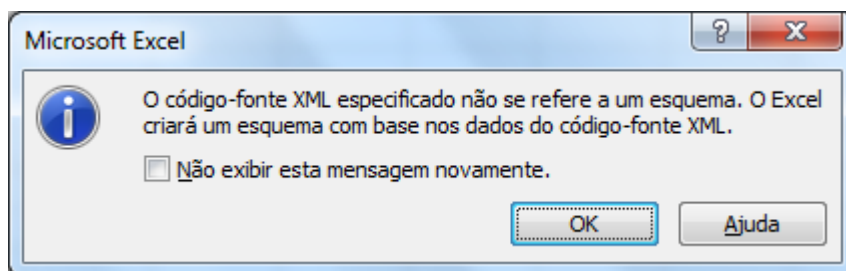 Microsoft Excel
O código-fonte XML especificado não se refere a um esquema. O Excel
criará um esquema com base nos dados do código-fonte XML.
Não exibir esta mensagem novamente.
OK
Ajuda